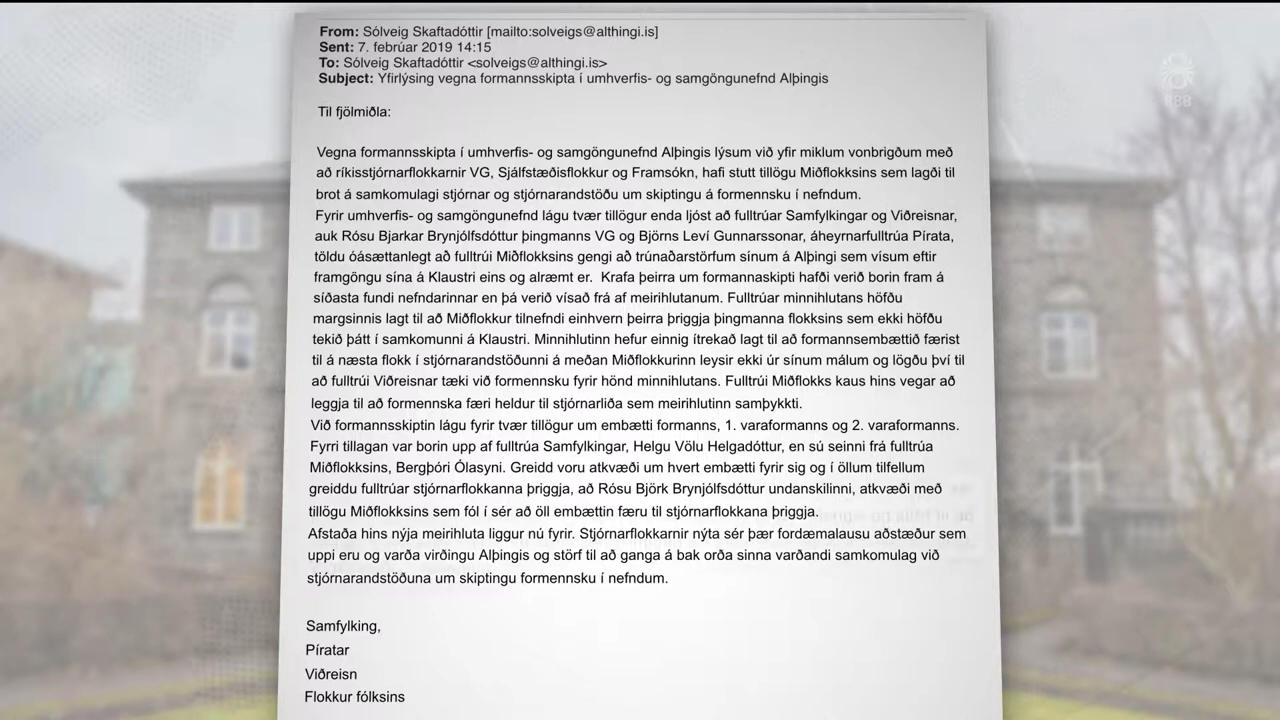 From: Sólveig Skaftadóttir [mailto:solveigs@althingi.is]
Sent: 7. febrúar 2019 14:15
To: Sólveig Skaftadóttir <solveigs@althingi.is>
Subject: Yfirlýsing vegna formannsskipta í umhverfis- og samgöngunefnd Alþingis
RBB
Til fjölmiðla:
Vegna formannsskipta í umhverfis- og samgöngunefnd Alþingis lýsum við yfir miklum vonbrigðum með
að ríkisstjórnarflokkarnir VG, Sjálfstæðisflokkur og Framsókn, hafi stutt tillögu Miðflokksins sem lagði til
brot á samkomulagi stjórnar og stjórnarandstöðu um skiptingu á formennsku í nefndum.
Fyrir umhverfis- og samgöngunefnd lágu tvær tillögur enda ljóst að fulltrúar Samfylkingar og Viðreisnar,
auk Rósu Bjarkar Brynjólfsdóttur þingmanns VG og Björns Leví Gunnarssonar, áheyrnarfulltrúa Pírata,
töldu óásættanlegt að fulltrúi Miðflokksins gengi að trúnaðarstörfum sínum á Alþingi sem vísum eftir
framgöngu sína á Klaustri eins og alræmt er. Krafa þeirra um formannaskipti hafði verið borin fram á
síðasta fundi nefndarinnar en þá verið vísað frá af meirihlutanum. Fulltrúar minnihlutans höfðu
margsinnis lagt til að Miðflokkur tilnefndi einhvern þeirra þriggja þingmanna flokksins sem ekki höfðu
tekið þátt í samkomunni á Klaustri. Minnihlutinn hefur einnig ítrekað lagt til að formannsembættið færist
til á næsta flokk í stjórnarandstöðunni á meðan Miðflokkurinn leysir ekki úr sínum málum og lögðu því til
að fulltrúi Viðreisnar tæki við formennsku fyrir hönd minnihlutans. Fulltrúi Miðflokks kaus hins vegar að
leggja til að formennska færi heldur til stjórnarliða sem meirihlutinn samþykkti.
Við formannsskiptin lágu fyrir tvær tillögur um embætti formanns, 1. varaformanns og 2. varaformanns.
Fyrri tillagan var borin upp af fulltrúa Samfylkingar, Helgu Völu Helgadóttur, en sú seinni frá fulltrúa
Miðflokksins, Bergþóri Ólasyni. Greidd voru atkvæði um hvert embætti fyrir sig og í öllum tilfellum
greiddu fulltrúar stjórnarflokkanna þriggja, að Rósu Björk Brynjólfsdóttur undanskilinni, atkvæði með
tillögu Miðflokksins sem fól í sér að öll embættin færu til stjórnarflokkana þriggja.
Afstaða hins nýja meirihluta liggur nú fyrir. Stjórnarflokkarnir nýta sér þær fordæmalausu aðstæður sem
uppi eru og varða virðingu Alþingis og störf til að ganga á bak orða sinna varðandi samkomulag við
stjórnarandstöðuna um skiptingu formennsku í nefndum.
Samfylking,
Píratar
Viðreisn
Flokkur fólksins